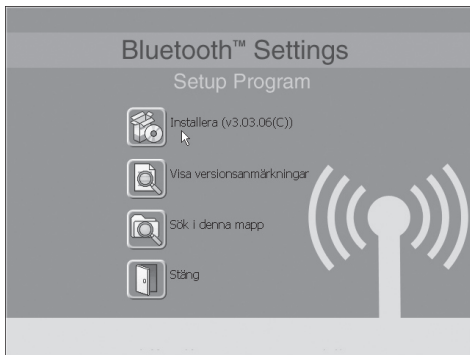 Bluetooth™ Settings
Setup Program
Installera (v3.03.06(C))
Visa versionsanmärkningar
Sök i denna mapp
Stäng